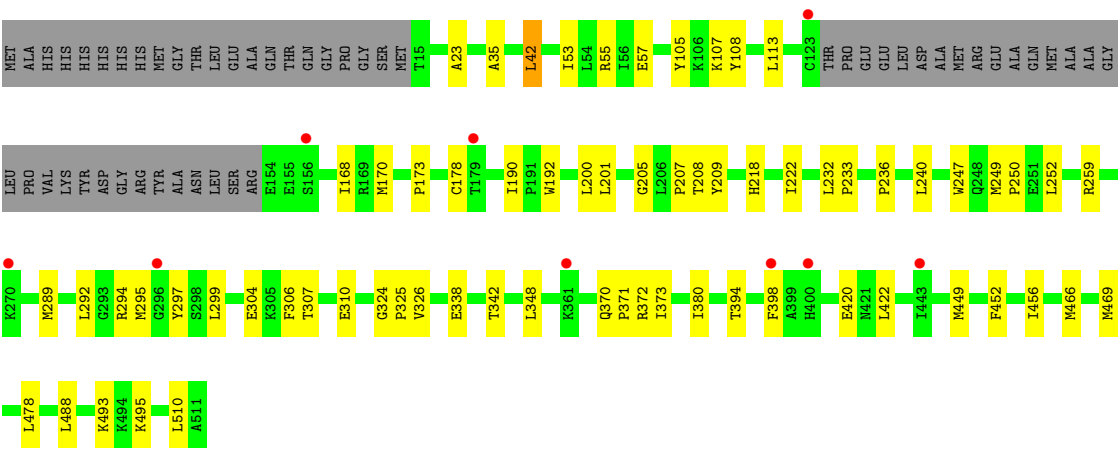 MET ALA HIS HIS HIS HIS HIS HIS MET GLY THR LEU GLU ALA GLN THR GLN GLY PRO GLY SER MET T15 A23 A35 L42 I53 L54 R55 I56 E57 Y105 K106 K107 Y108 L113 C123 THR PRO GLU GLU LEU ASP ALA MET ARG GLU ALA GLN MET ALA ALA GLY
LEU PRO VAL LYS TYR ASP GLY ARG TYR ALA ASN LEU SER ARG E154 E155 S156 I168 R169 M170 P173 C178 T179 I190 P191 W192 L200 L201 G205 L206 P207 T208 Y209 H218 I222 L232 P233 P236 L240 W247 Q248 M249 P250 E251 L252 R259
K270 M289 L292 G293 R294 M295 G296 Y297 S298 L299 E304 K305 F306 T307 E310 G324 P325 V326 E338 T342 L348 K361 Q370 P371 R372 I373 I380 T394 F398 A399 H400 E420 N421 L422 I443 M449 F452 I456 M466 M469
L478 L488 K493 K494 K495 L510 A511